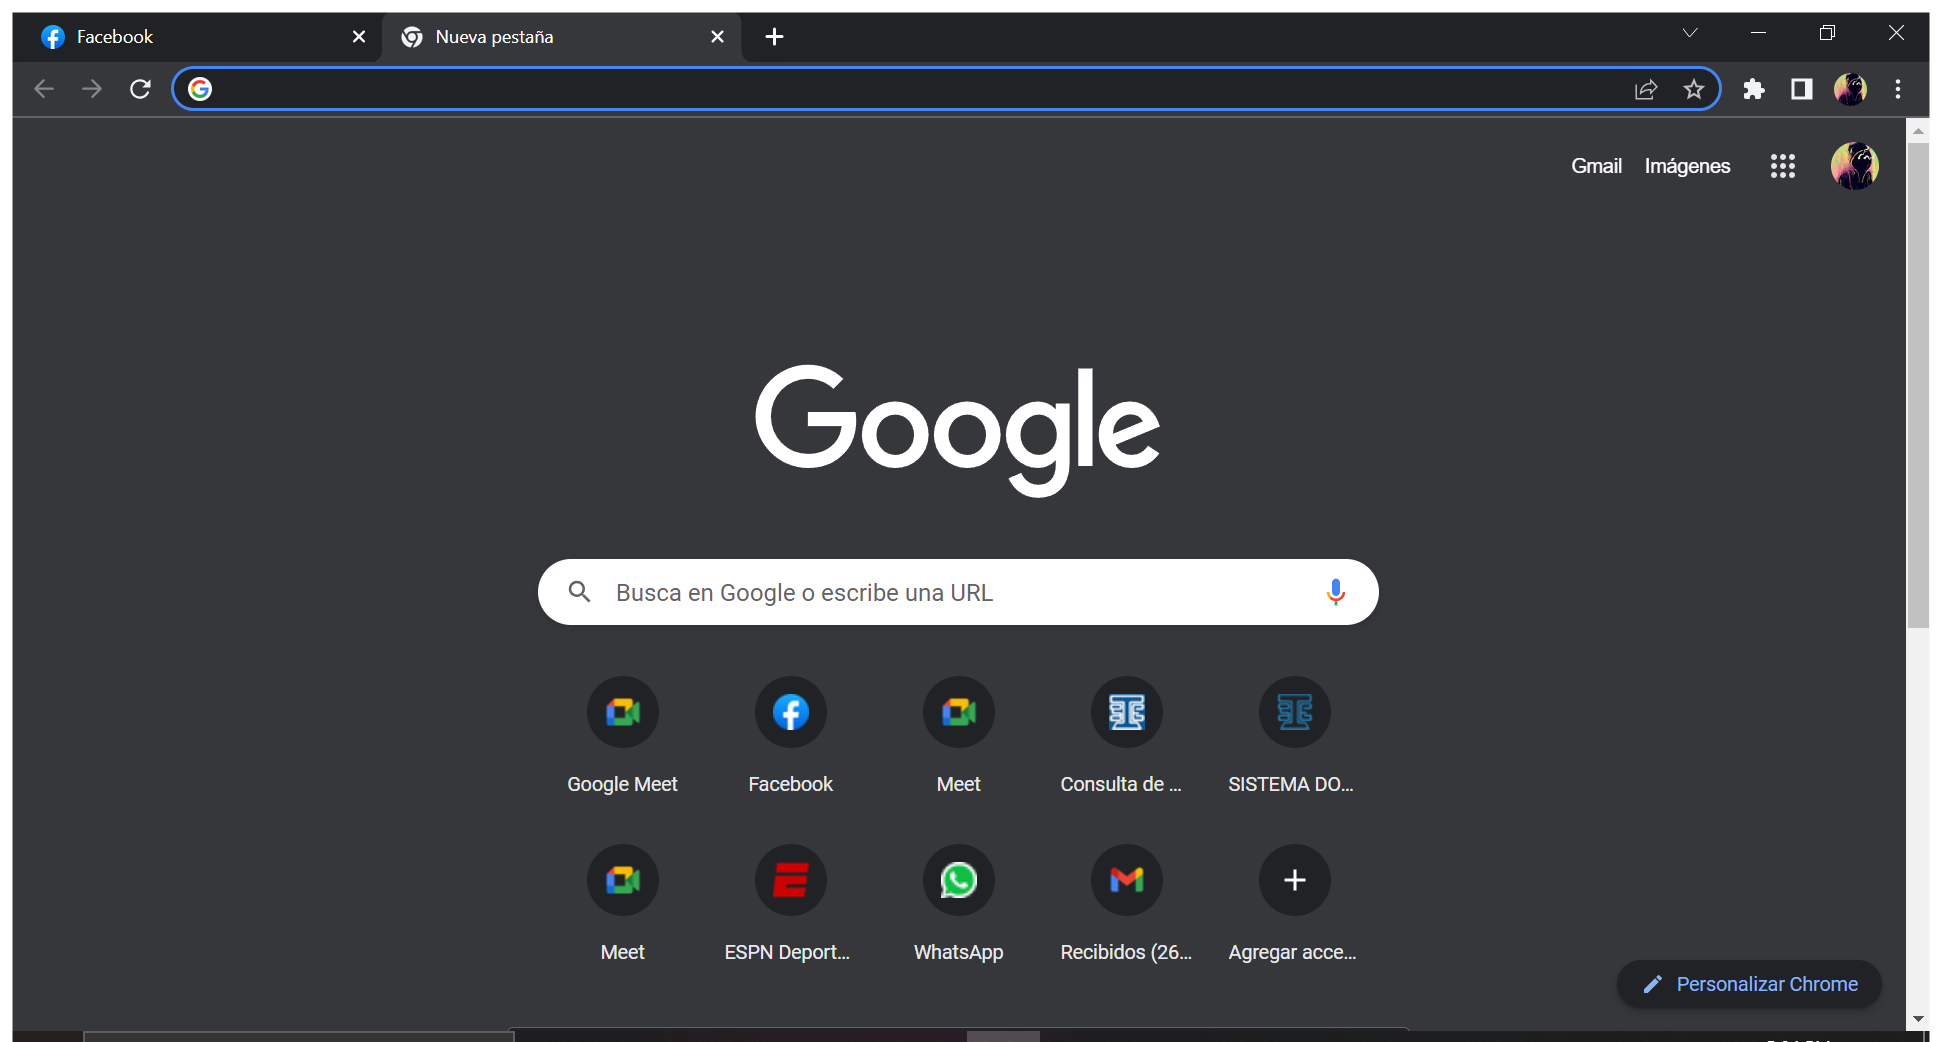 Facebook
Nueva pestaña
Gmail Imágenes
Google
Busca en Google o escribe una URL
Google Meet Facebook Meet Consulta de ... SISTEMA DO...
Meet ESPN Deport... WhatsApp Recibidos (26... Agregar acce...
Personalizar Chrome